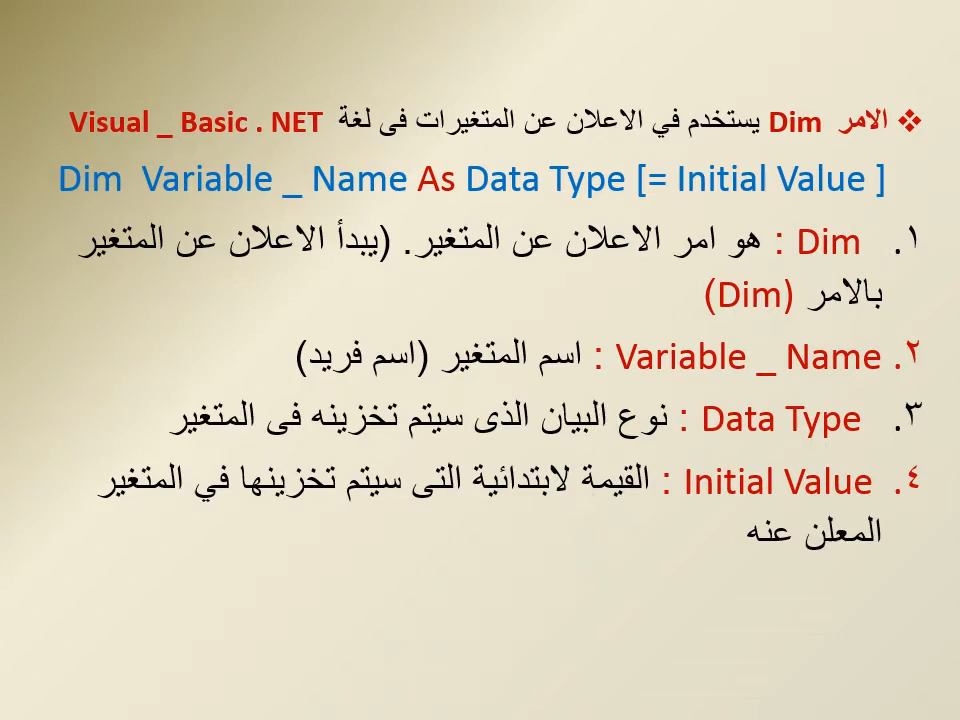 ❖ الامر Dim يستخدم في الاعلان عن المتغيرات فى لغة Visual _ Basic . NET
Dim Variable _ Name As Data Type [= Initial Value ]
١. Dim : هو امر الاعلان عن المتغير. (يبدأ الاعلان عن المتغير
بالامر (Dim)
٢. Variable _ Name : اسم المتغير (اسم فريد)
٣. Data Type : نوع البيان الذى سيتم تخزينه فى المتغير
٤. Initial Value : القيمة لابتدائية التى سيتم تخزينها في المتغير
المعلن عنه